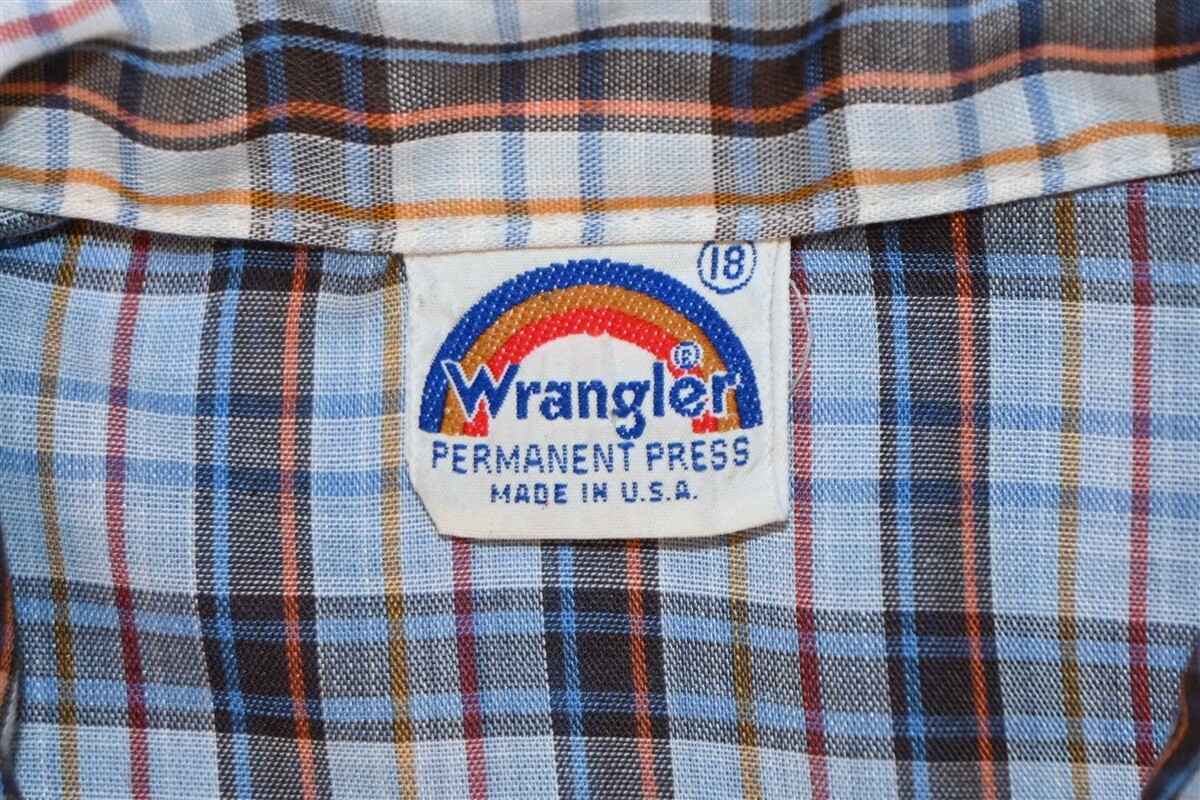 18
Wrangler®
PERMANENT PRESS
MADE IN U.S.A.